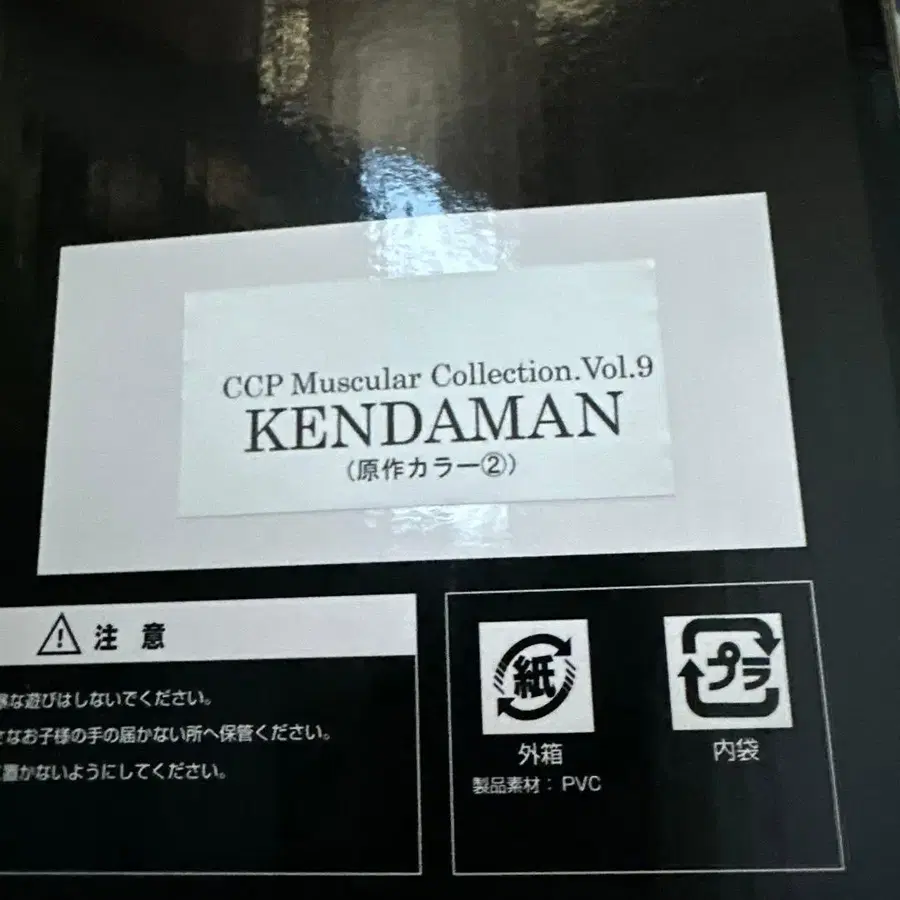 CCP Muscular Collection.Vol.9
KENDAMAN
(原作カラー②)
注 意
な遊びはしないでください。
なお子様の手の届かない所へ保管ください。
置かないようにしてください。
紙
外箱
製品素材：PVC
プラ
内袋